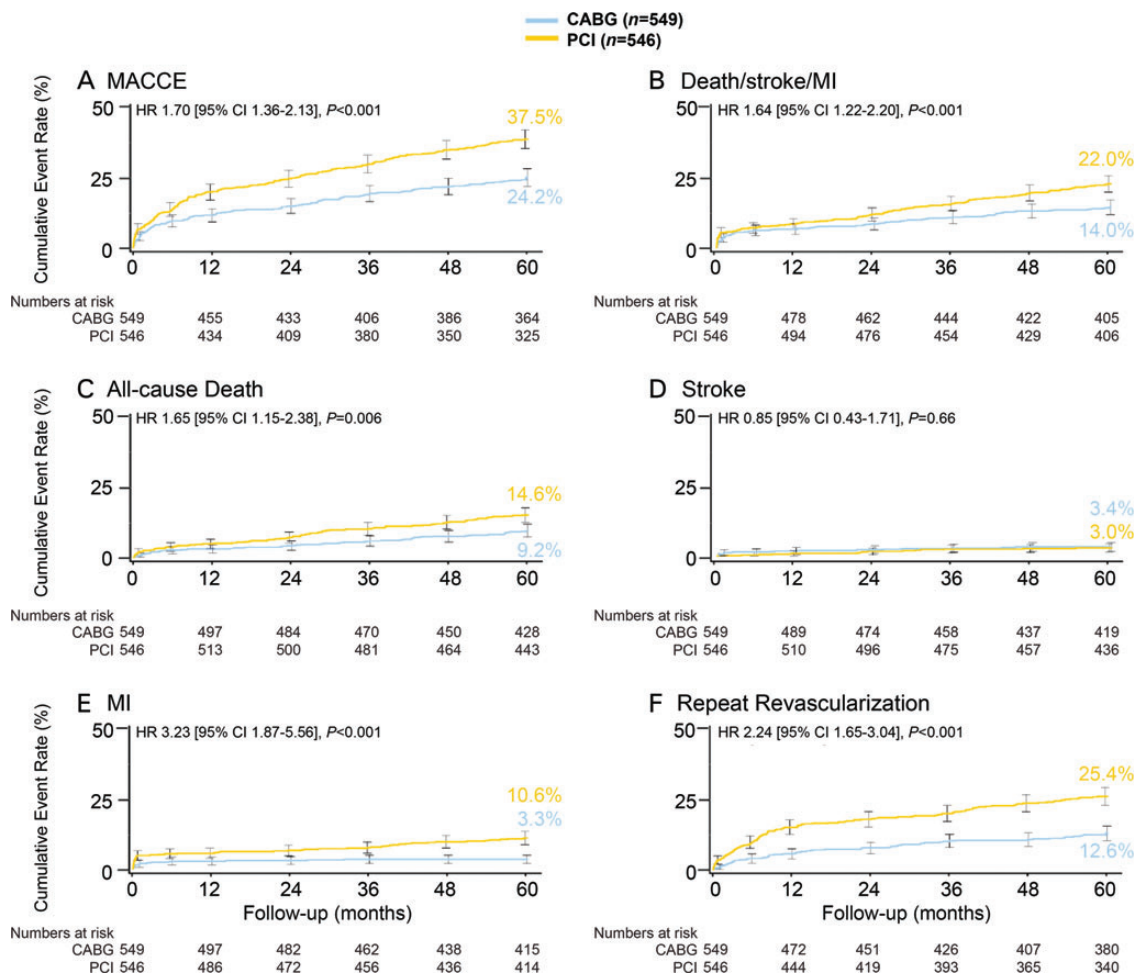 CABG (n=549)
PCI (n=546)
A MACCE
Cumulative Event Rate (%)
50
25
0
HR 1.70 [95% CI 1.36-2.13], P<0.001
37.5%
24.2%
0 12 24 36 48 60
Numbers at risk
CABG 549 455 433 406 386 364
PCI 546 434 409 380 350 325
B Death/stroke/MI
50
25
0
HR 1.64 [95% CI 1.22-2.20], P<0.001
22.0%
14.0%
0 12 24 36 48 60
Numbers at risk
CABG 549 478 462 444 422 405
PCI 546 494 476 454 429 406
C All-cause Death
Cumulative Event Rate (%)
50
25
0
HR 1.65 [95% CI 1.15-2.38], P=0.006
14.6%
9.2%
0 12 24 36 48 60
Numbers at risk
CABG 549 497 484 470 450 428
PCI 546 513 500 481 464 443
D Stroke
50
25
0
HR 0.85 [95% CI 0.43-1.71], P=0.66
3.4%
3.0%
0 12 24 36 48 60
Numbers at risk
CABG 549 489 474 458 437 419
PCI 546 510 496 475 457 436
E MI
Cumulative Event Rate (%)
50
25
0
HR 3.23 [95% CI 1.87-5.56], P<0.001
10.6%
3.3%
0 12 24 36 48 60
Follow-up (months)
Numbers at risk
CABG 549 497 482 462 438 415
PCI 546 486 472 456 436 414
F Repeat Revascularization
50
25
0
HR 2.24 [95% CI 1.65-3.04], P<0.001
25.4%
12.6%
0 12 24 36 48 60
Follow-up (months)
Numbers at risk
CABG 549 472 451 426 407 380
PCI 546 444 419 393 365 340